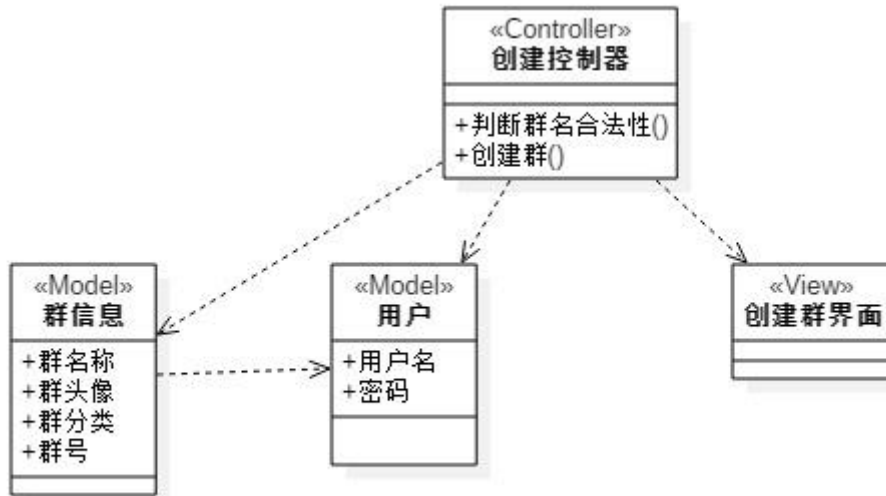 «Controller»
创建控制器
+判断群名合法性()
+创建群()
«Model»
群信息
+群名称
+群头像
+群分类
+群号
«Model»
用户
+用户名
+密码
«View»
创建群界面